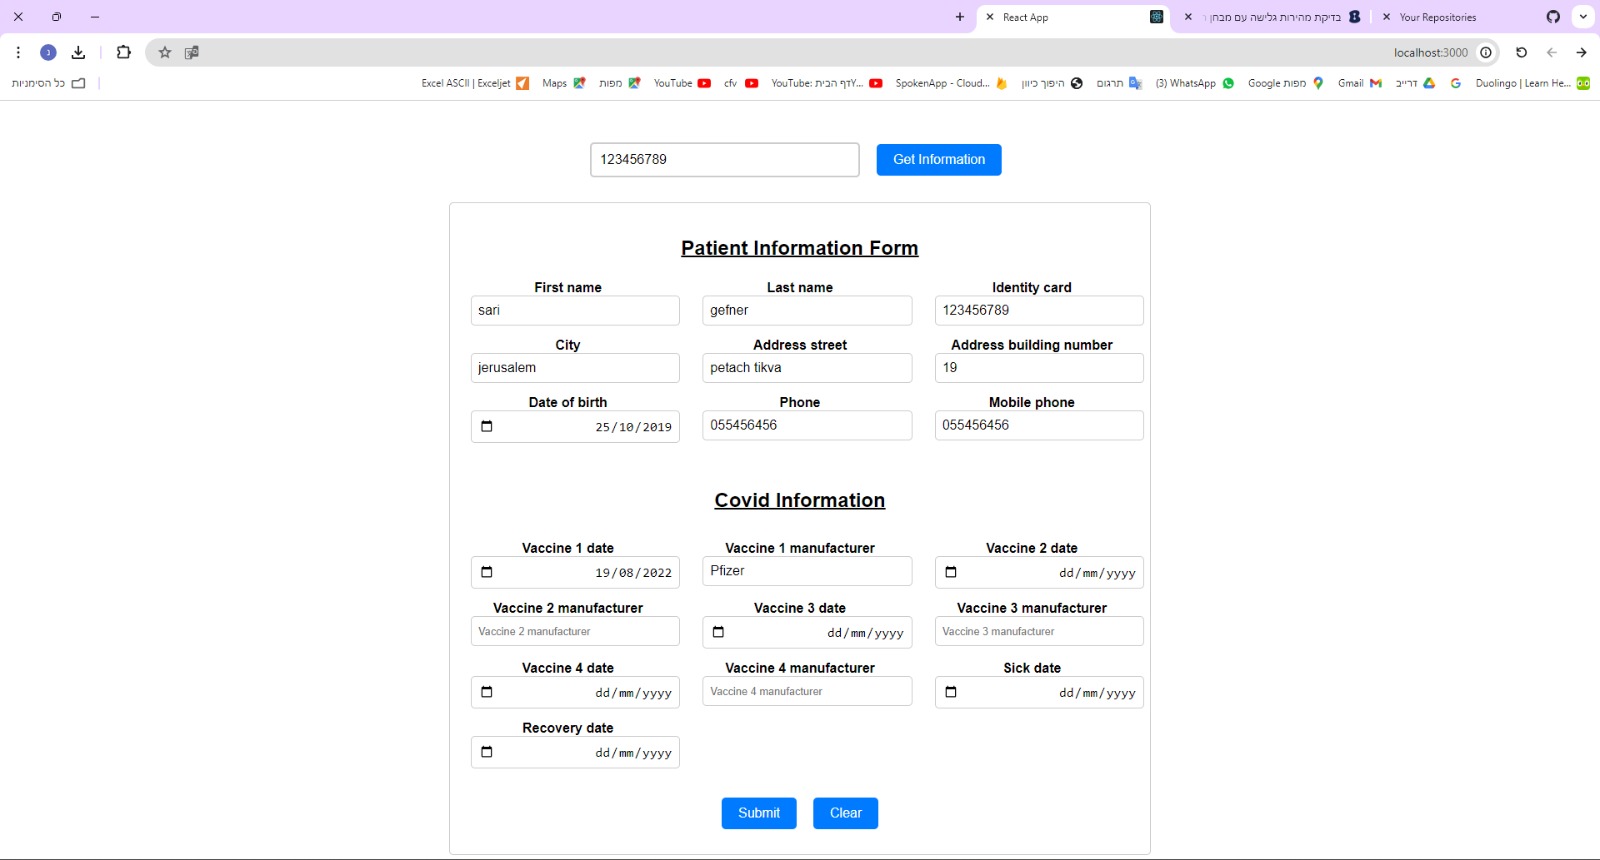 React App
בדיקת מהירות גלישה עם מבחן
Your Repositories
localhost:3000
כל הסימניות
Excel ASCII | Exceljet
Maps
מפות
YouTube
cfv
YouTube: דף הביתY...
SpokenApp - Cloud...
היפוך כיוון
תרגום
(3) WhatsApp
Google מפות
Gmail
דרייב
Duolingo | Learn He...
123456789
Get Information
Patient Information Form
First name Last name Identity card
sari gefner 123456789
City Address street Address building number
jerusalem petach tikva 19
Date of birth Phone Mobile phone
25/10/2019 055456456 055456456
Covid Information
Vaccine 1 date Vaccine 1 manufacturer Vaccine 2 date
19/08/2022 Pfizer dd/mm/yyyy
Vaccine 2 manufacturer Vaccine 3 date Vaccine 3 manufacturer
Vaccine 2 manufacturer dd/mm/yyyy Vaccine 3 manufacturer
Vaccine 4 date Vaccine 4 manufacturer Sick date
dd/mm/yyyy Vaccine 4 manufacturer dd/mm/yyyy
Recovery date
dd/mm/yyyy
Submit Clear